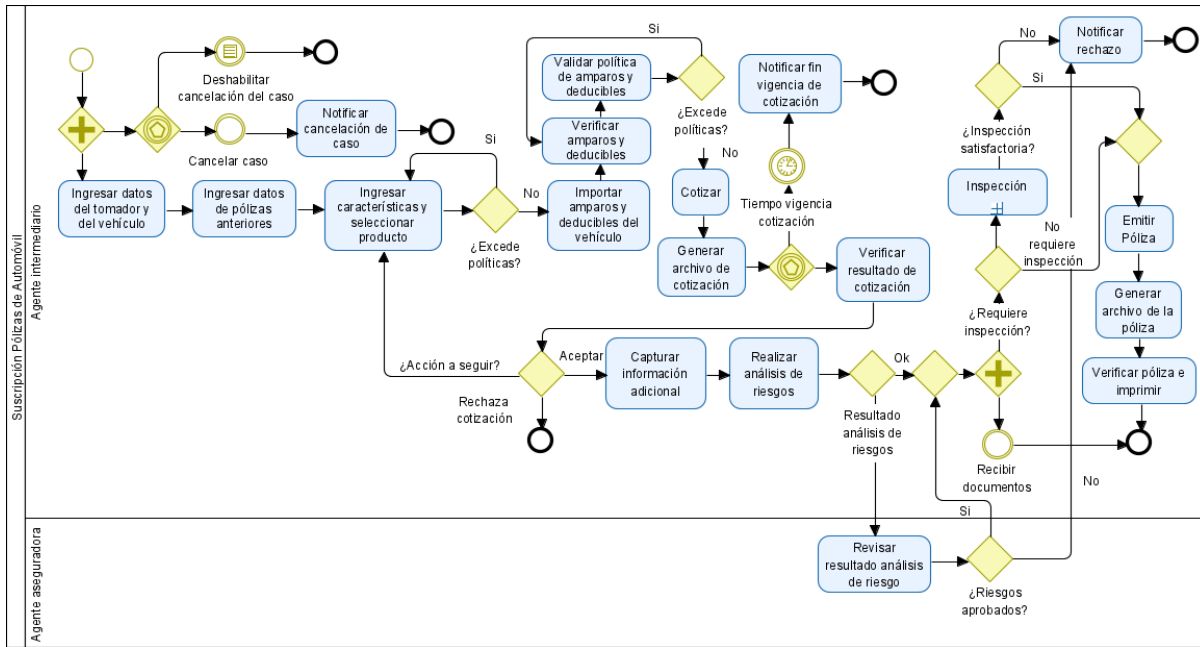 Suscripción Pólizas de Automóvil
Agente intermediario
Deshabilitar
cancelación del caso
Cancelar caso
Notificar
cancelación de
caso
Ingresar datos
del tomador y
del vehículo
Ingresar datos
de pólizas
anteriores
Ingresar
características y
seleccionar
producto
Si
¿Excede
políticas?
No
Importar
amparos y
deducibles del
vehículo
Verificar
amparos y
deducibles
Validar política
de amparos y
deducibles
Si
¿Excede
políticas?
No
Cotizar
Generar
archivo de
cotización
Notificar fin
vigencia de
cotización
Tiempo vigencia
cotización
Verificar
resultado de
cotización
¿Acción a seguir?
Aceptar
Rechaza
cotización
Capturar
información
adicional
Realizar
análisis de
riesgos
Ok
Resultado
análisis de
riesgos
¿Requiere
inspección?
No
requiere
inspección
Inspección
¿Inspección
satisfactoria?
No
Si
Notificar
rechazo
Emitir
Póliza
Generar
archivo de la
póliza
Verificar póliza e
imprimir
Recibir
documentos
No
Si
Agente aseguradora
Revisar
resultado análisis
de riesgo
¿Riesgos
aprobados?